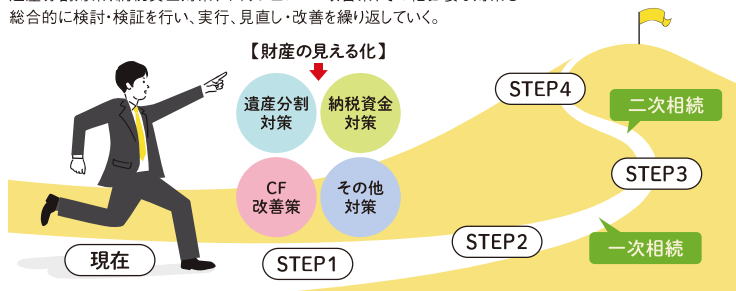 総合的に検討・検証を行い、実行、見直し・改善を繰り返していく。
【財産の見える化】
遺産分割
対策
納税資金
対策
CF
改善策
その他
対策
現在
STEP1
STEP2
一次相続
STEP3
二次相続
STEP4